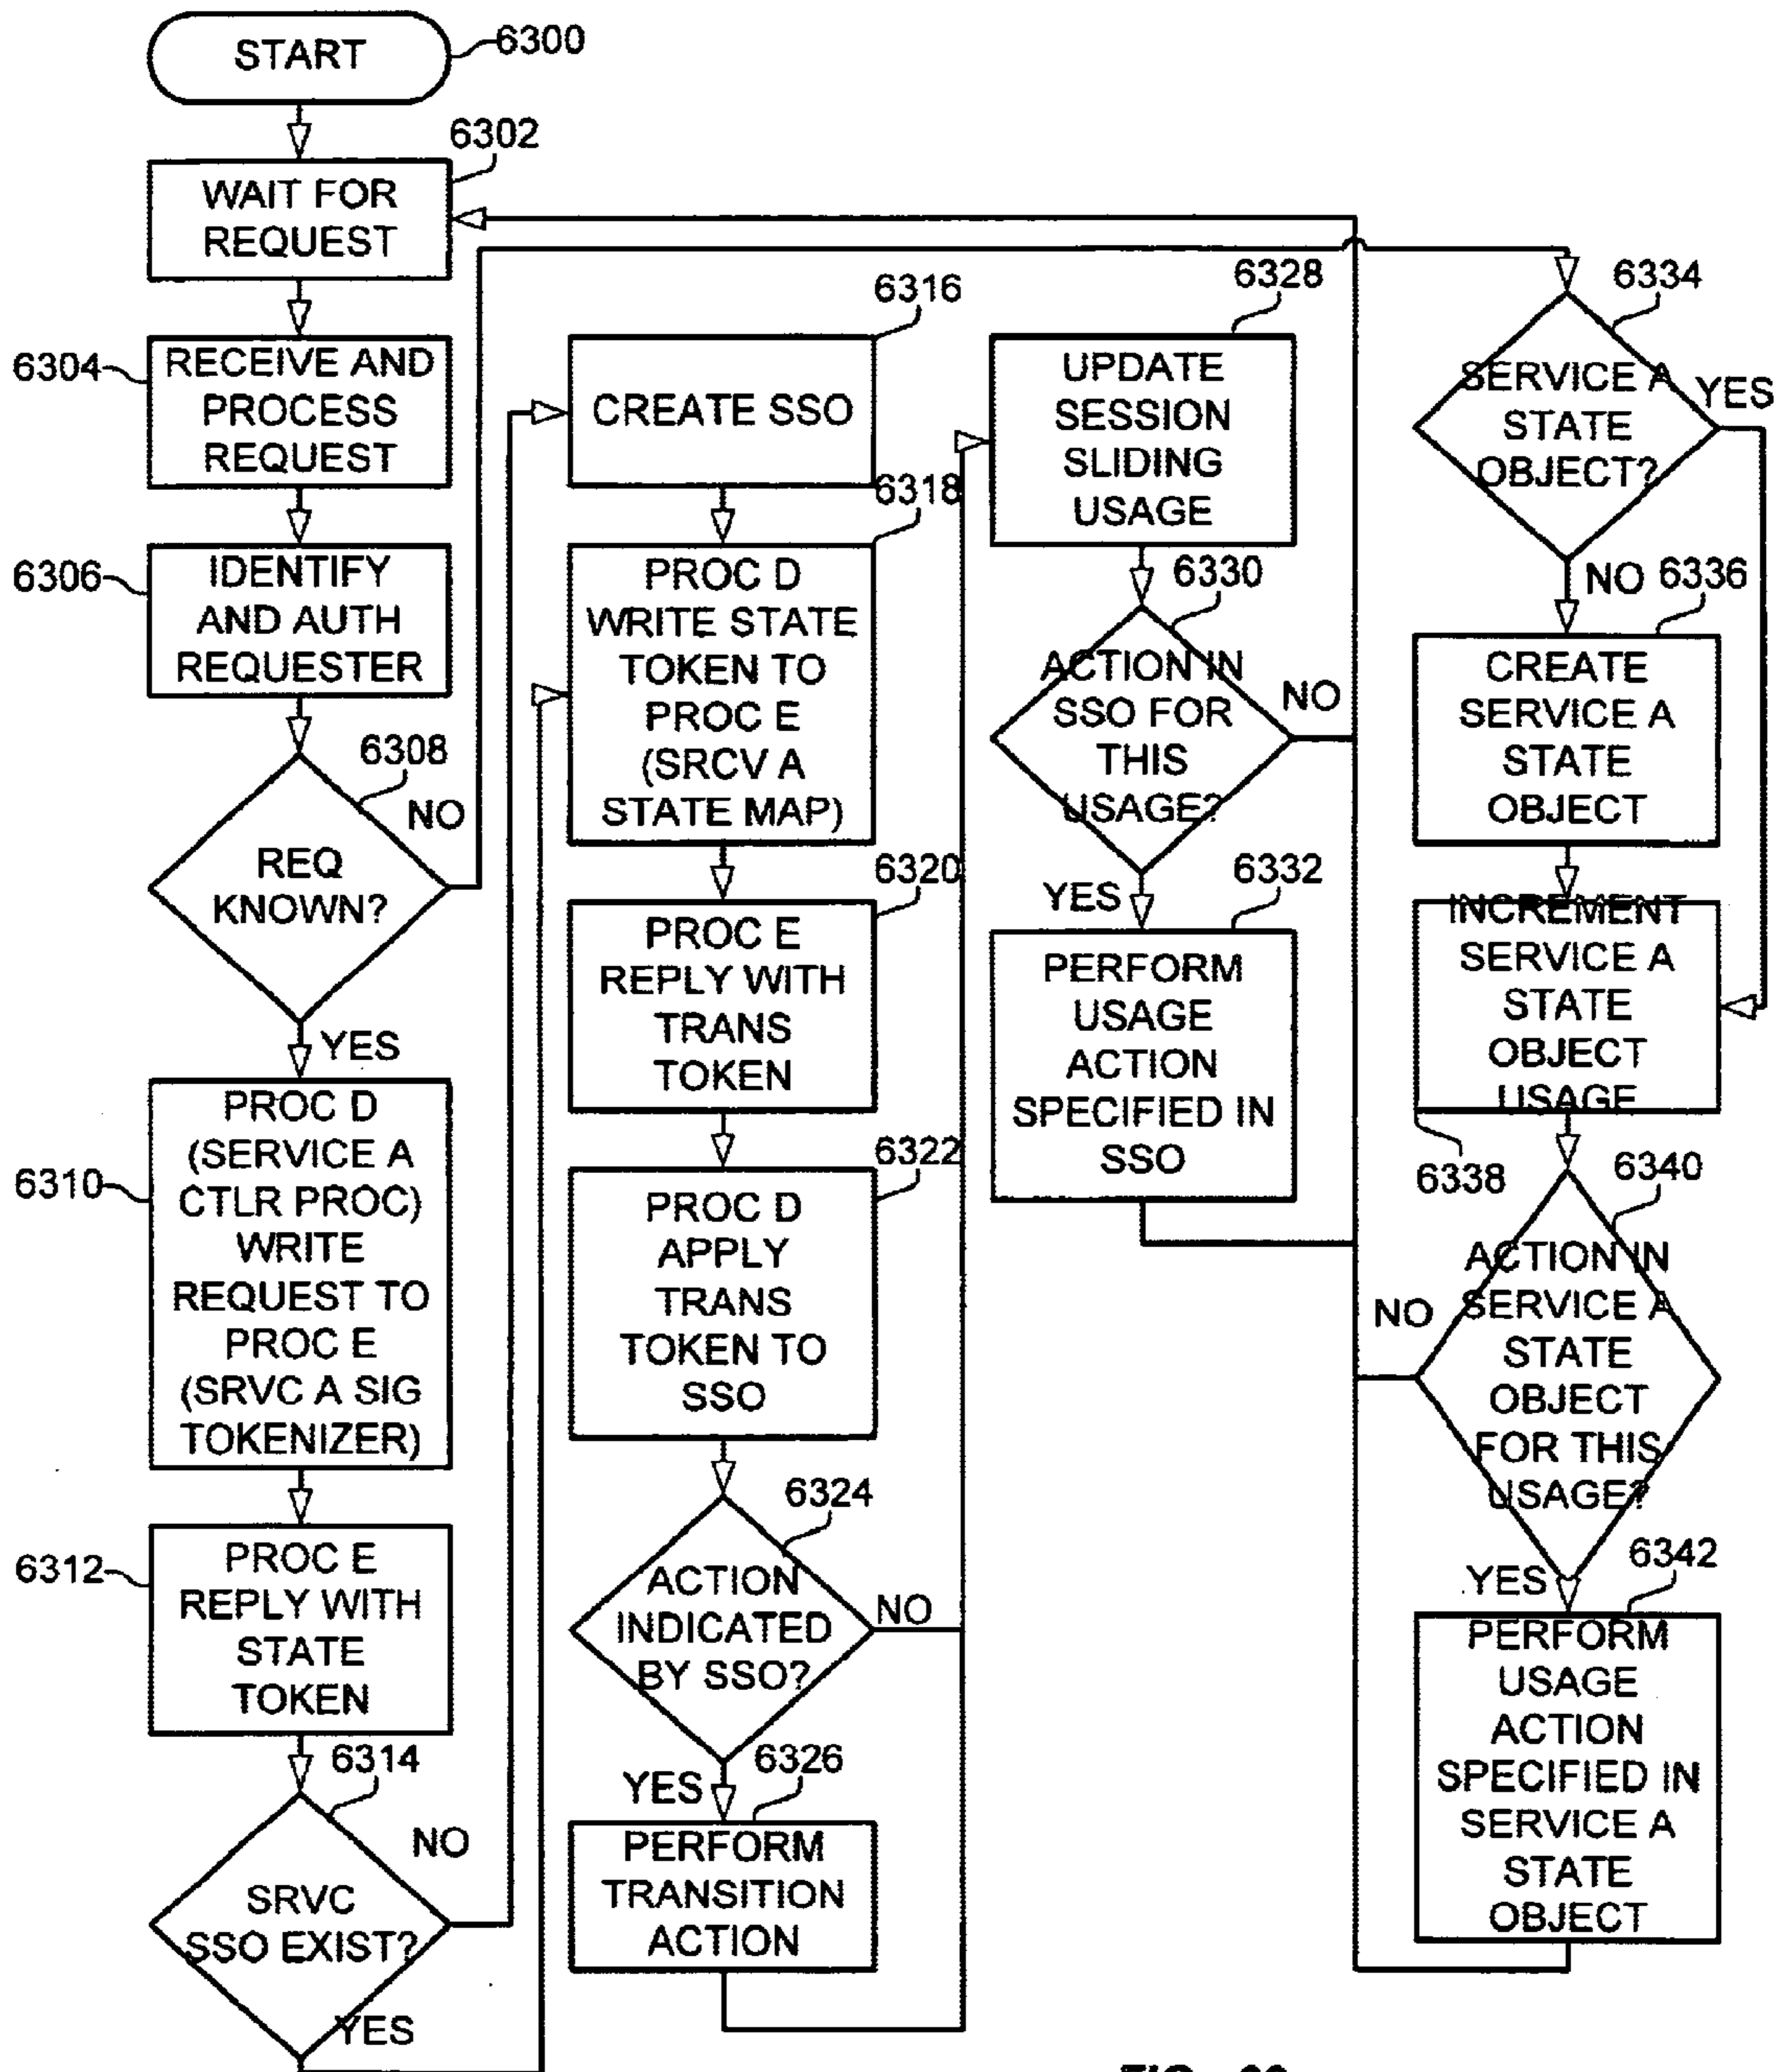 START
6300
6302
WAIT FOR
REQUEST
6304
RECEIVE AND
PROCESS
REQUEST
6306
IDENTIFY
AND AUTH
REQUESTER
6308
NO
REQ
KNOWN?
YES
6310
PROC D
(SERVICE A
CTLR PROC)
WRITE
REQUEST TO
PROC E
(SRVC A SIG
TOKENIZER)
6312
PROC E
REPLY WITH
STATE
TOKEN
6314
NO
SRVC
SSO EXIST?
YES
6316
CREATE SSO
6318
PROC D
WRITE STATE
TOKEN TO
PROC E
(SRCV A
STATE MAP)
6320
PROC E
REPLY WITH
TRANS
TOKEN
6322
PROC D
APPLY
TRANS
TOKEN TO
SSO
6324
ACTION
INDICATED
BY SSO?
NO
YES
6326
PERFORM
TRANSITION
ACTION
6328
UPDATE
SESSION
SLIDING
USAGE
6330
ACTION IN
SSO FOR
THIS
USAGE?
NO
YES
6332
PERFORM
USAGE
ACTION
SPECIFIED IN
SSO
6334
SERVICE A
STATE
OBJECT?
YES
NO
6336
CREATE
SERVICE A
STATE
OBJECT
INCREMENT
SERVICE A
STATE
OBJECT
USAGE
6338
6340
ACTION IN
SERVICE A
STATE
OBJECT
FOR THIS
USAGE?
NO
YES
6342
PERFORM
USAGE
ACTION
SPECIFIED IN
SERVICE A
STATE
OBJECT